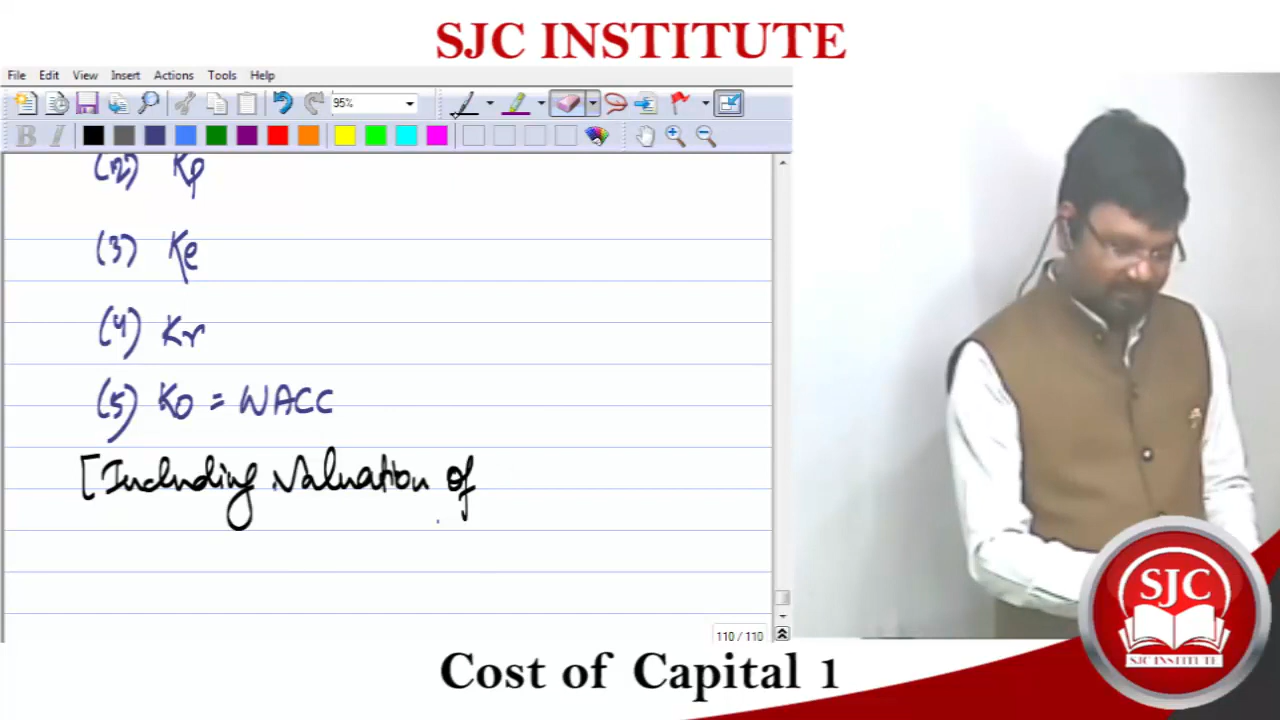 SJC INSTITUTE
File Edit View Insert Actions Tools Help
95%
B I
(2) Kp
(3) Ke
(4) Kr
(5) Ko = WACC
[Including Valuation of
110 / 110
SJC
SJC INSTITUTE
Cost of Capital 1